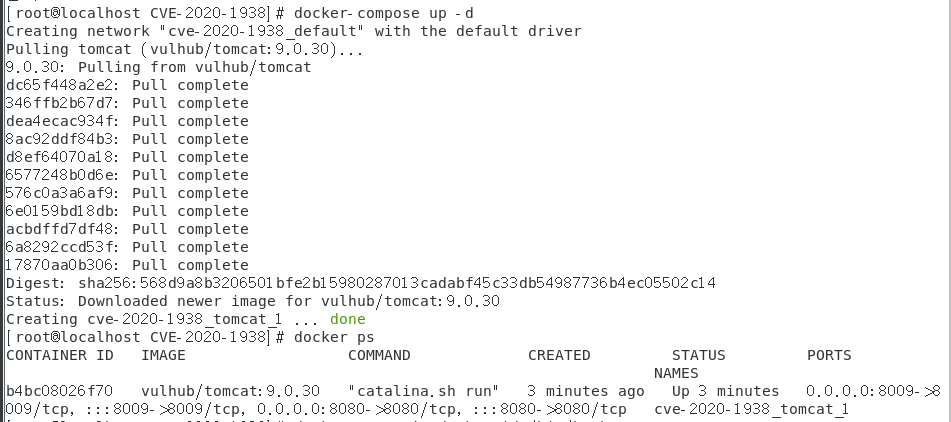 [root@localhost CVE-2020-1938]# docker-compose up -d
Creating network "cve-2020-1938_default" with the default driver
Pulling tomcat (vulhub/tomcat:9.0.30)...
9.0.30: Pulling from vulhub/tomcat
dc65f448a2e2: Pull complete
346ffb2b67d7: Pull complete
dea4ecac934f: Pull complete
8ac92ddf84b3: Pull complete
d8ef64070a18: Pull complete
6577248b0d6e: Pull complete
576c0a3a6af9: Pull complete
6e0159bd18db: Pull complete
acbdffd7df48: Pull complete
6a8292ccd53f: Pull complete
17870aa0b306: Pull complete
Digest: sha256:568d9a8b3206501bfe2b15980287013cadabf45c33db54987736b4ec05502c14
Status: Downloaded newer image for vulhub/tomcat:9.0.30
Creating cve-2020-1938_tomcat_1 ... done
[root@localhost CVE-2020-1938]# docker ps
CONTAINER ID   IMAGE                  COMMAND             CREATED         STATUS         PORTS
NAMES
b4bc08026f70   vulhub/tomcat:9.0.30   "catalina.sh run"   3 minutes ago   Up 3 minutes   0.0.0.0:8009->8
009/tcp, :::8009->8009/tcp, 0.0.0.0:8080->8080/tcp, :::8080->8080/tcp   cve-2020-1938_tomcat_1